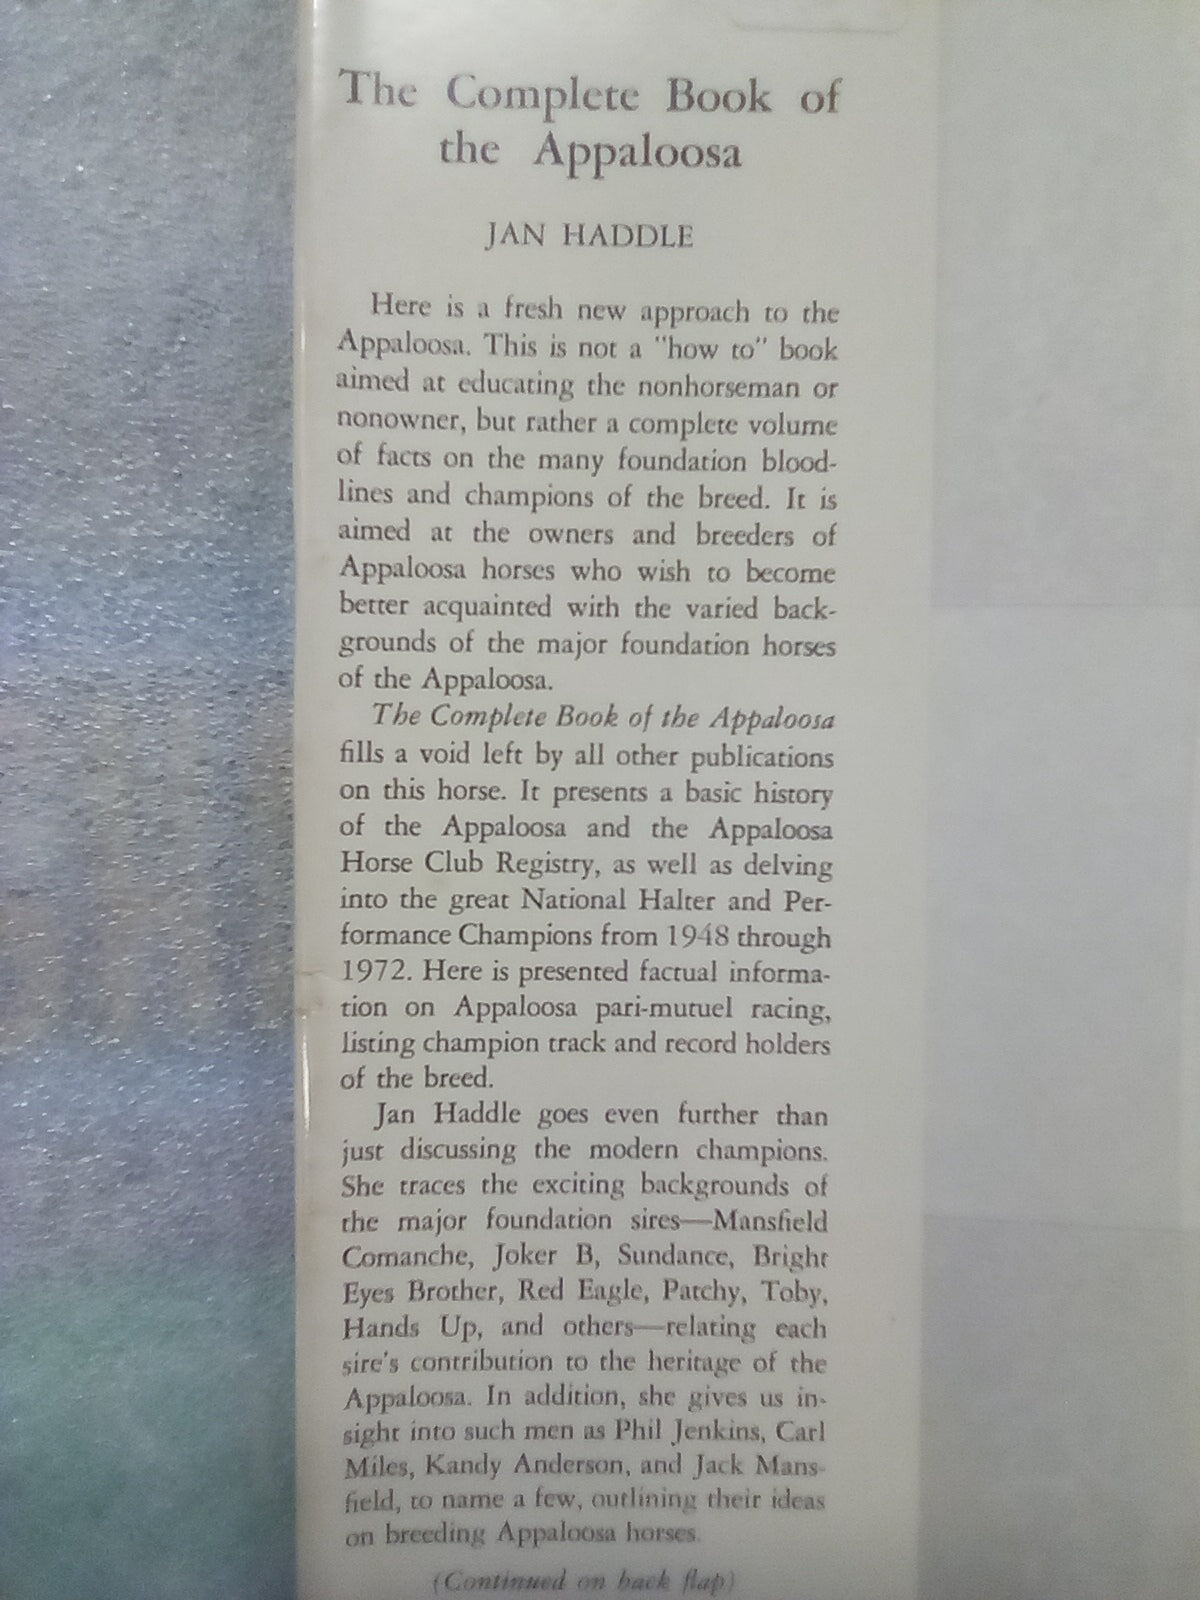 The Complete Book of
the Appaloosa
JAN HADDLE
Here is a fresh new approach to the
Appaloosa. This is not a "how to" book
aimed at educating the nonhorseman or
nonowner, but rather a complete volume
of facts on the many foundation blood-
lines and champions of the breed. It is
aimed at the owners and breeders of
Appaloosa horses who wish to become
better acquainted with the varied back-
grounds of the major foundation horses
of the Appaloosa.
The Complete Book of the Appaloosa
fills a void left by all other publications
on this horse. It presents a basic history
of the Appaloosa and the Appaloosa
Horse Club Registry, as well as delving
into the great National Halter and Per-
formance Champions from 1948 through
1972. Here is presented factual informa-
tion on Appaloosa pari-mutuel racing,
listing champion track and record holders
of the breed.
Jan Haddle goes even further than
just discussing the modern champions.
She traces the exciting backgrounds of
the major foundation sires—Mansfield
Comanche, Joker B, Sundance, Bright
Eyes Brother, Red Eagle, Patchy, Toby,
Hands Up, and others—relating each
sire's contribution to the heritage of the
Appaloosa. In addition, she gives us in-
sight into such men as Phil Jenkins, Carl
Miles, Kandy Anderson, and Jack Mans-
field, to name a few, outlining their ideas
on breeding Appaloosa horses.
(Continued on back flap)